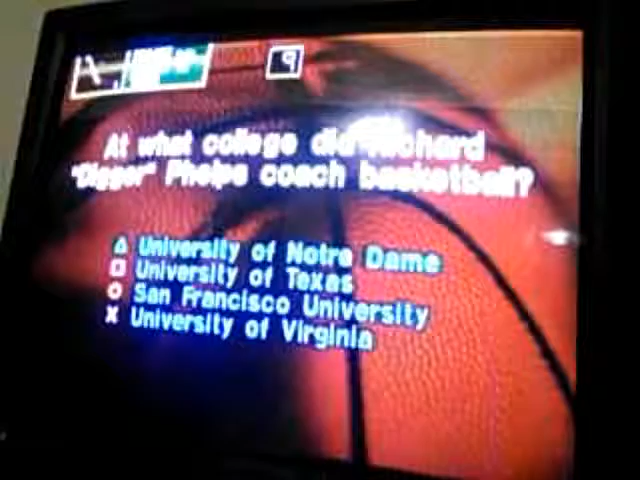 9
At what college did Richard
"Digger" Phelps coach basketball?
△ University of Notre Dame
□ University of Texas
○ San Francisco University
X University of Virginia